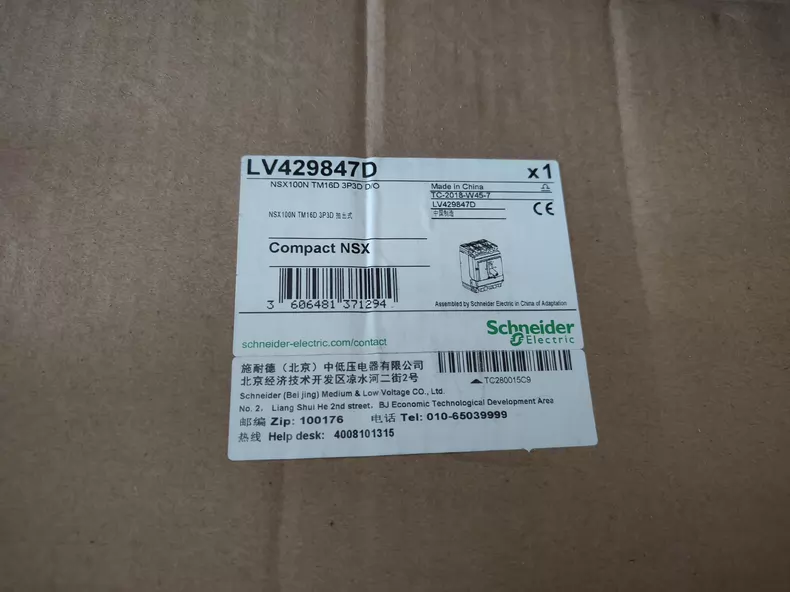 LV429847D x1
NSX100N TM16D 3P3D D/O
Made in China
TC-2018-W45-7
LV429847D
中国制造
CE
NSX100N TM16D 3P3D 抽出式
Compact NSX
3 606481 371294
Assembled by Schneider Electric in China of Adaptation
schneider-electric.com/contact
Schneider
Electric
施耐德（北京）中低压电器有限公司
北京经济技术开发区凉水河二街2号
TC280015C9
Schneider (Bei jing) Medium & Low Voltage CO., Ltd.
No. 2, Liang Shui He 2nd street, BJ Economic Technological Development Area
邮编 Zip: 100176 电话 Tel: 010-65039999
热线 Help desk: 4008101315